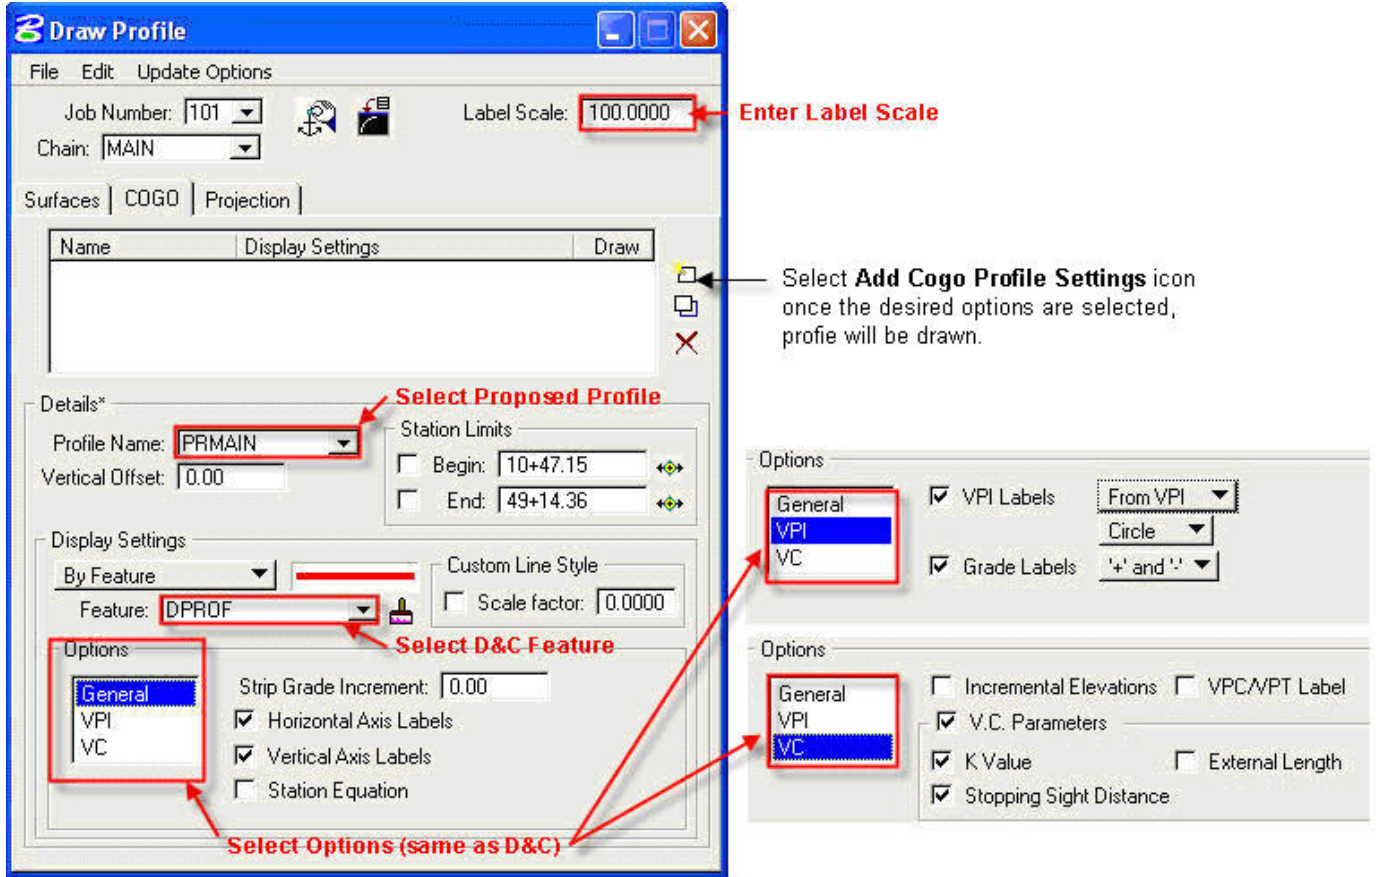 Draw Profile
File Edit Update Options
Job Number: 101
Label Scale: 100.0000
Enter Label Scale
Chain: MAIN
Surfaces COGO Projection
Name Display Settings Draw
Select Add Cogo Profile Settings icon
once the desired options are selected,
profie will be drawn.
Details*
Select Proposed Profile
Profile Name: PRMAIN
Vertical Offset: 0.00
Station Limits
Begin: 10+47.15
End: 49+14.36
Display Settings
By Feature
Feature: DPROF
Custom Line Style
Scale factor: 0.0000
Select D&C Feature
Options
General
VPI
VC
Strip Grade Increment: 0.00
Horizontal Axis Labels
Vertical Axis Labels
Station Equation
Select Options (same as D&C)
Options
General
VPI
VC
VPI Labels From VPI
Circle
Grade Labels '+' and '-'
Options
General
VPI
VC
Incremental Elevations VPC/VPT Label
V.C. Parameters
K Value External Length
Stopping Sight Distance